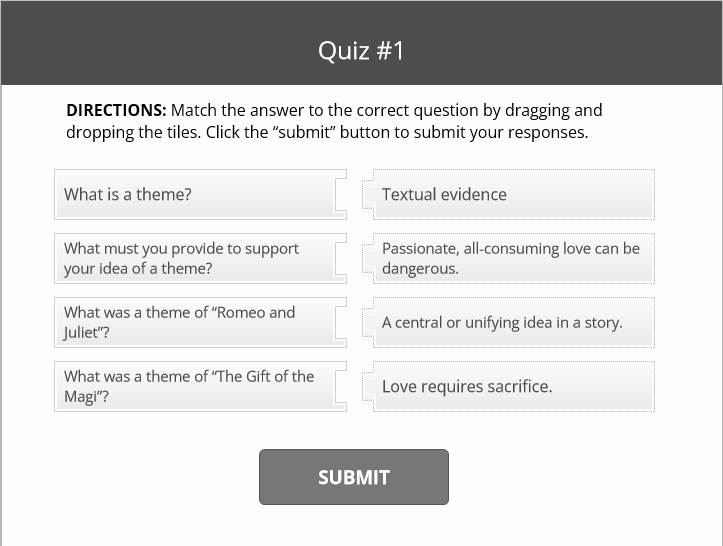 Quiz #1
DIRECTIONS: Match the answer to the correct question by dragging and
dropping the tiles. Click the “submit” button to submit your responses.
What is a theme?
Textual evidence
What must you provide to support
your idea of a theme?
Passionate, all-consuming love can be
dangerous.
What was a theme of “Romeo and
Juliet”?
A central or unifying idea in a story.
What was a theme of “The Gift of the
Magi”?
Love requires sacrifice.
SUBMIT